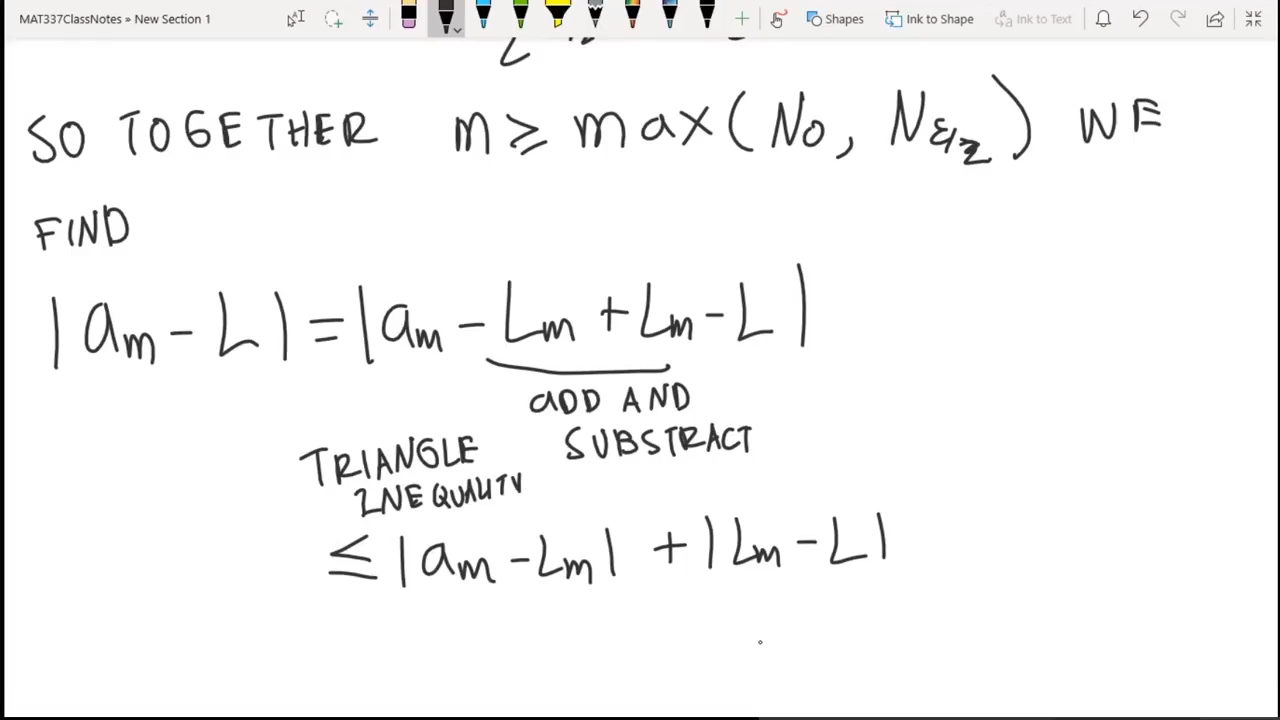 MAT337ClassNotes » New Section 1
Shapes
Ink to Shape
Ink to Text
SO TOGETHER m ≥ max(N₀, N_{ε/2}) WE
FIND
|aₘ - L| = |aₘ - Lₘ + Lₘ - L|
ADD AND
SUBSTRACT
TRIANGLE
INEQUALITY
≤ |aₘ - Lₘ| + |Lₘ - L|